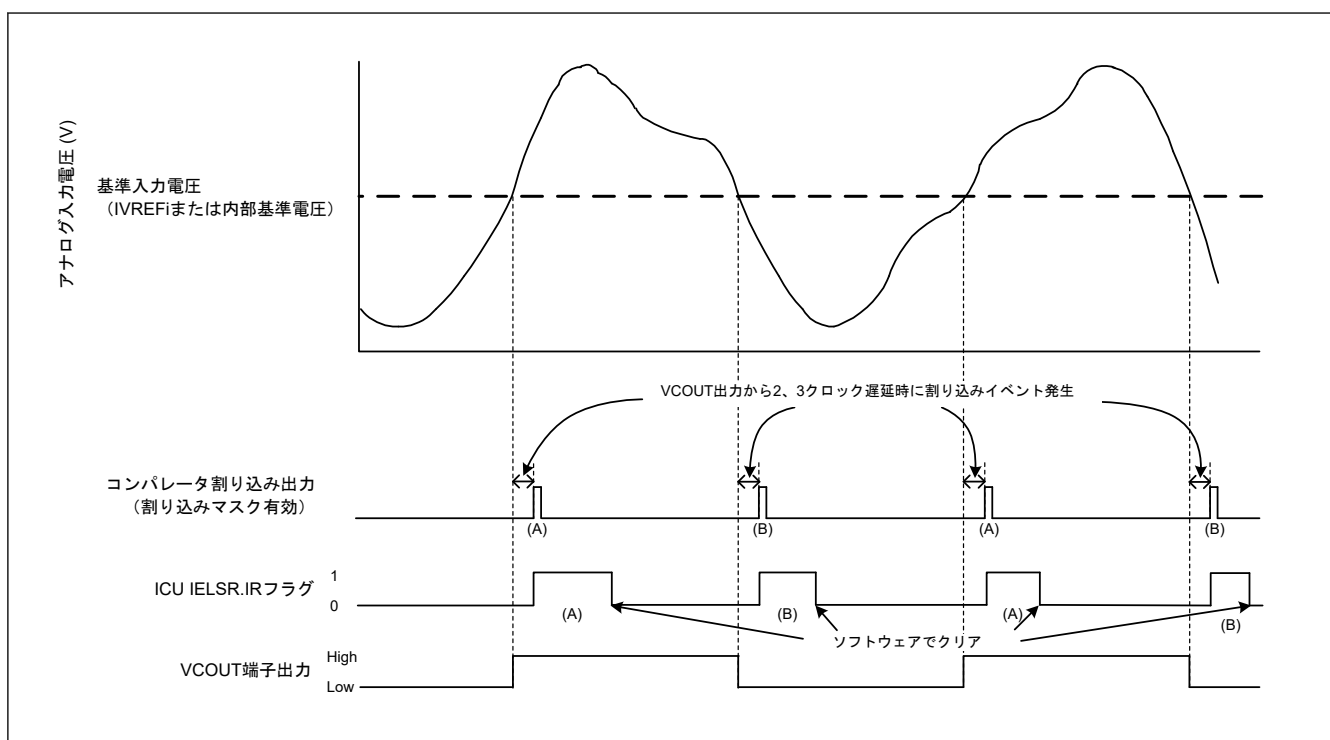 アナログ入力電圧 (V)
基準入力電圧
（IVREFiまたは内部基準電圧）
VCOUT出力から2、3クロック遅延時に割り込みイベント発生
コンパレータ割り込み出力
（割り込みマスク有効）
(A)
(B)
(A)
(B)
ICU IELSR.IRフラグ
1
0
(A)
(B)
(A)
(B)
ソフトウェアでクリア
VCOUT端子出力
High
Low